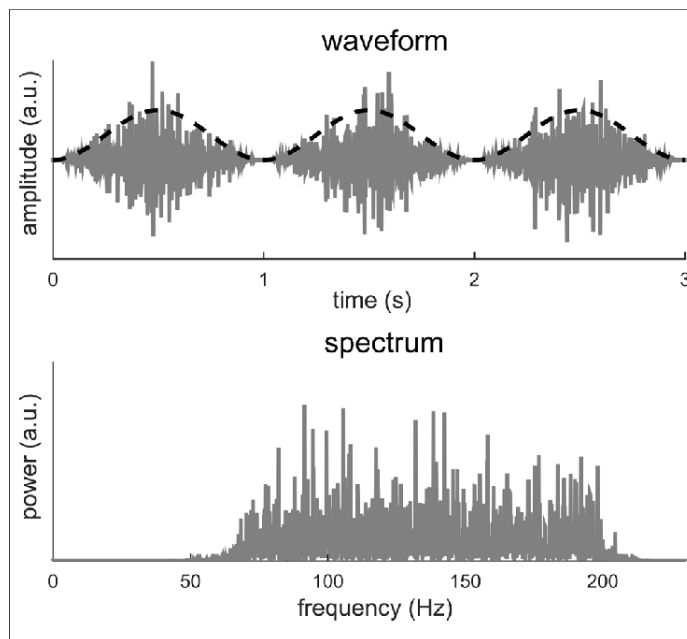 waveform
amplitude (a.u.)
0 1 2 3
time (s)
spectrum
power (a.u.)
0 50 100 150 200
frequency (Hz)